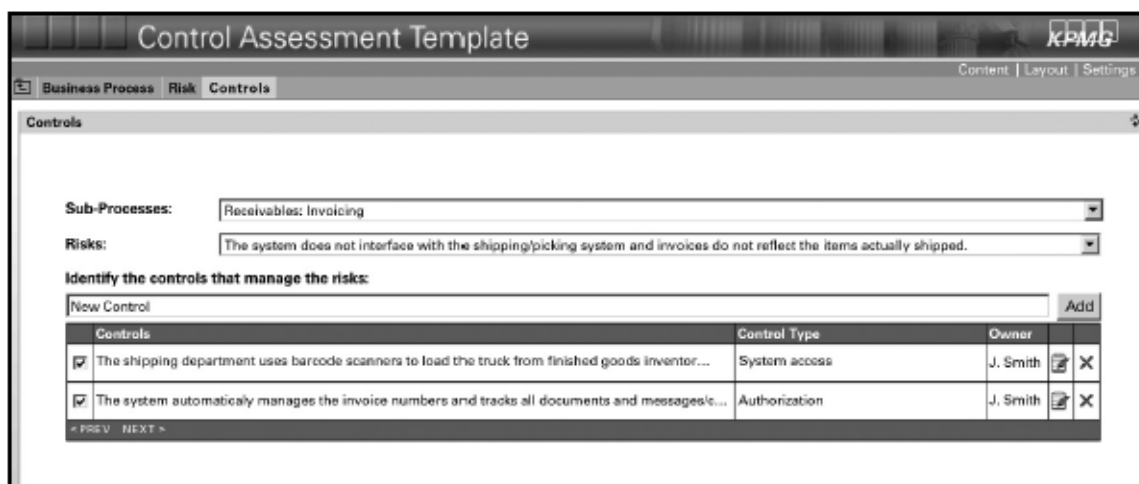 Control Assessment Template
KPMG
Content | Layout | Settings
Business Process Risk Controls
Controls
Sub-Processes: Receivables: Invoicing
Risks: The system does not interface with the shipping/picking system and invoices do not reflect the items actually shipped.
Identify the controls that manage the risks:
New Control Add
Controls Control Type Owner
The shipping department uses barcode scanners to load the truck from finished goods inventor... System access J. Smith
The system automaticaly manages the invoice numbers and tracks all documents and messages/c... Authorization J. Smith
< PREV NEXT >